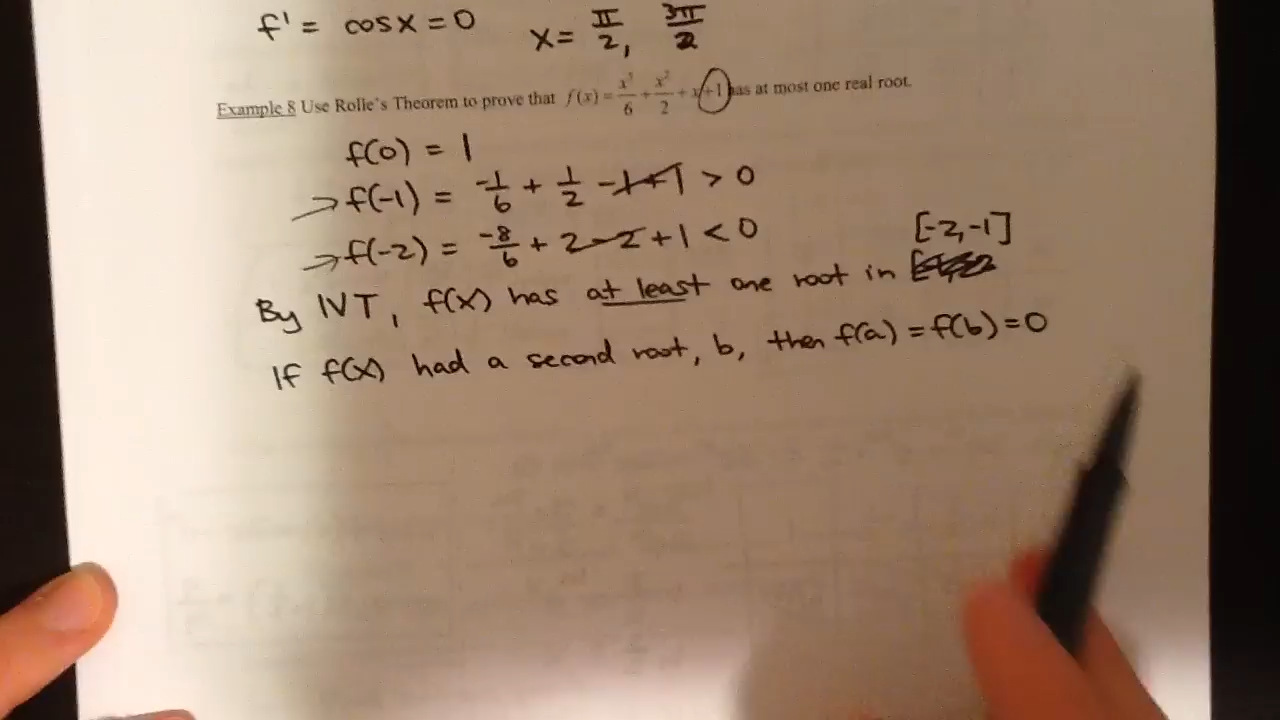 f' = cos x = 0   x = π/2, 3π/2
Example 8 Use Rolle's Theorem to prove that f(x) = x³/6 + x²/2 + x + 1 has at most one real root.
f(0) = 1
→ f(-1) = -1/6 + 1/2 - 1 + 1 > 0
→ f(-2) = -8/6 + 2 - 2 + 1 < 0
[-2, -1]
By IVT, f(x) has at least one root in
If f(x) had a second root, b, then f(a) = f(b) = 0